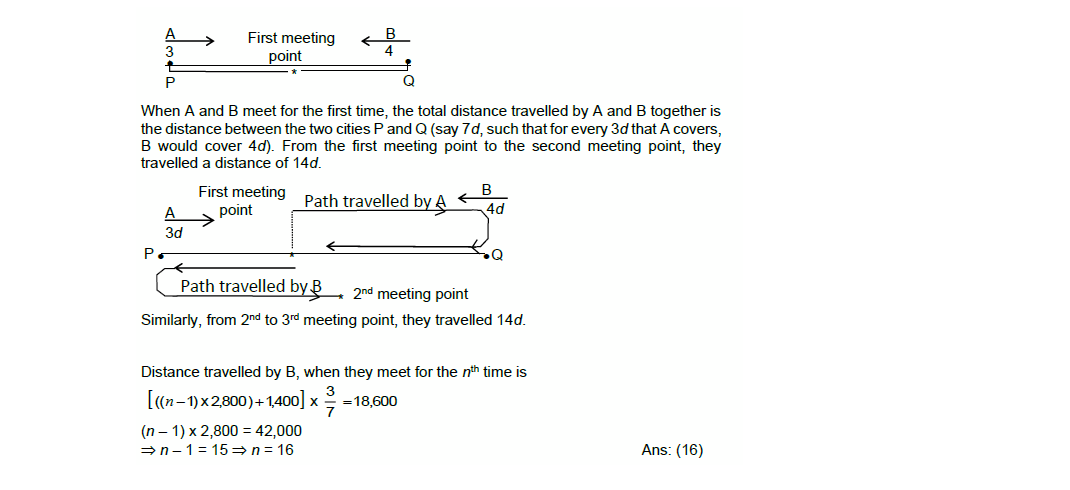 A First meeting B
3 point 4
*
P Q
When A and B meet for the first time, the total distance travelled by A and B together is
the distance between the two cities P and Q (say 7d, such that for every 3d that A covers,
B would cover 4d). From the first meeting point to the second meeting point, they
travelled a distance of 14d.
First meeting Path travelled by A B
A point 4d
3d
P * Q
Path travelled by B * 2nd meeting point
Similarly, from 2nd to 3rd meeting point, they travelled 14d.
Distance travelled by B, when they meet for the nth time is
[((n – 1) x 2,800) + 1,400] x 3/7 = 18,600
(n – 1) x 2,800 = 42,000
⇒ n – 1 = 15 ⇒ n = 16 Ans: (16)